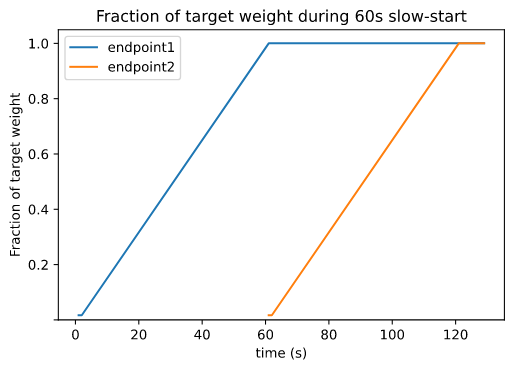 Fraction of target weight during 60s slow-start
endpoint1
endpoint2
1.0
0.8
0.6
0.4
0.2
Fraction of target weight
0 20 40 60 80 100 120
time (s)